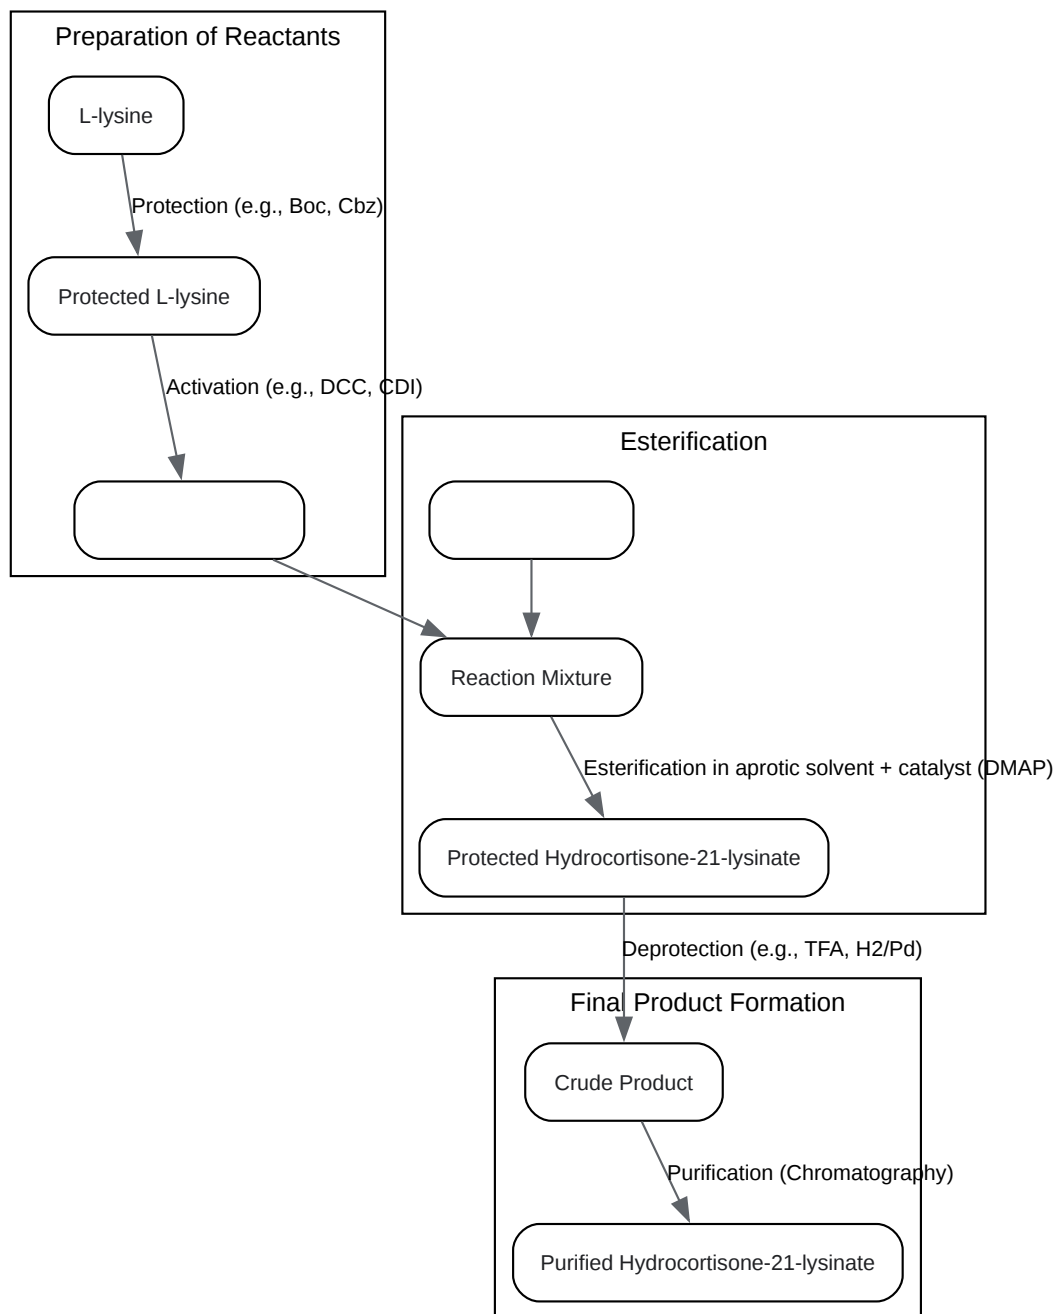 Preparation of Reactants
L-lysine
Protection (e.g., Boc, Cbz)
Protected L-lysine
Activation (e.g., DCC, CDI)
Esterification
Reaction Mixture
Esterification in aprotic solvent + catalyst (DMAP)
Protected Hydrocortisone-21-lysinate
Deprotection (e.g., TFA, H2/Pd)
Final Product Formation
Crude Product
Purification (Chromatography)
Purified Hydrocortisone-21-lysinate